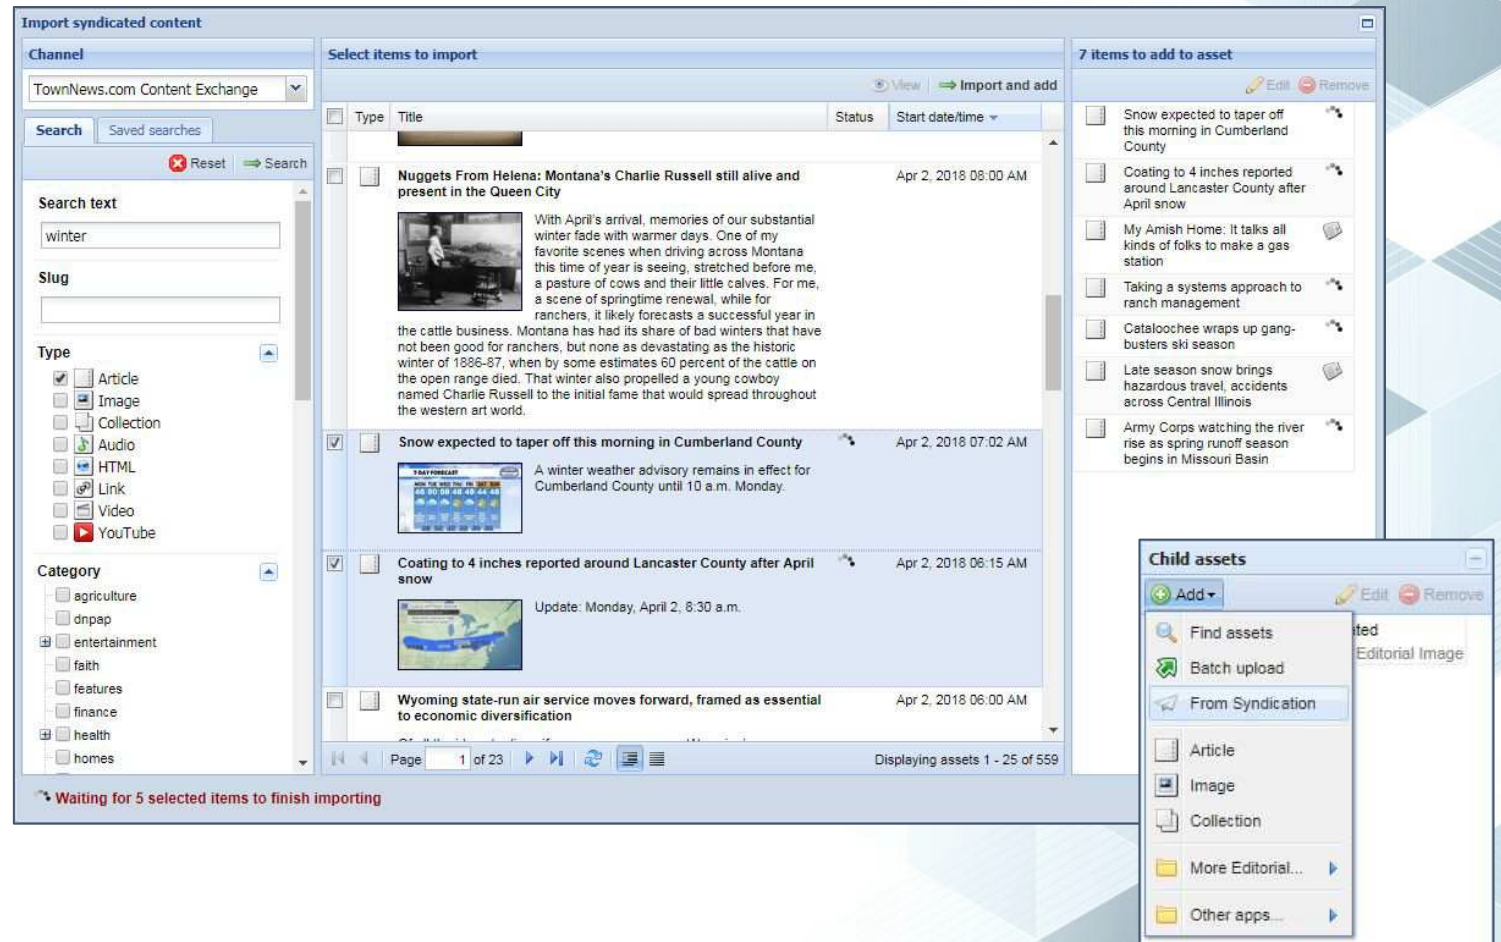 Import syndicated content
Channel
TownNews.com Content Exchange
Search Saved searches
Reset Search
Search text
winter
Slug
Type
Article
Image
Collection
Audio
HTML
Link
Video
YouTube
Category
agriculture
dnpap
entertainment
faith
features
finance
health
homes
Select items to import
View Import and add
Type Title Status Start date/time
Nuggets From Helena: Montana's Charlie Russell still alive and Apr 2, 2018 08:00 AM
present in the Queen City
With April's arrival, memories of our substantial
winter fade with warmer days. One of my
favorite scenes when driving across Montana
this time of year is seeing, stretched before me,
a pasture of cows and their little calves. For me,
a scene of springtime renewal, while for
ranchers, it likely forecasts a successful year in
the cattle business. Montana has had its share of bad winters that have
not been good for ranchers, but none as devastating as the historic
winter of 1886-87, when by some estimates 60 percent of the cattle on
the open range died. That winter also propelled a young cowboy
named Charlie Russell to the initial fame that would spread throughout
the western art world.
Snow expected to taper off this morning in Cumberland County Apr 2, 2018 07:02 AM
7-DAY FORECAST
MON TUE WED THU FRI SAT SUN
A winter weather advisory remains in effect for
Cumberland County until 10 a.m. Monday.
Coating to 4 inches reported around Lancaster County after April Apr 2, 2018 06:15 AM
snow
Update: Monday, April 2, 8:30 a.m.
Wyoming state-run air service moves forward, framed as essential Apr 2, 2018 06:00 AM
to economic diversification
Page 1 of 23 Displaying assets 1 - 25 of 559
7 items to add to asset
Edit Remove
Snow expected to taper off
this morning in Cumberland
County
Coating to 4 inches reported
around Lancaster County after
April snow
My Amish Home: It talks all
kinds of folks to make a gas
station
Taking a systems approach to
ranch management
Cataloochee wraps up gang-
busters ski season
Late season snow brings
hazardous travel, accidents
across Central Illinois
Army Corps watching the river
rise as spring runoff season
begins in Missouri Basin
Waiting for 5 selected items to finish importing
Child assets
Add Edit Remove
Find assets
Batch upload
From Syndication
Article
Image
Collection
More Editorial...
Other apps...
Editorial Image